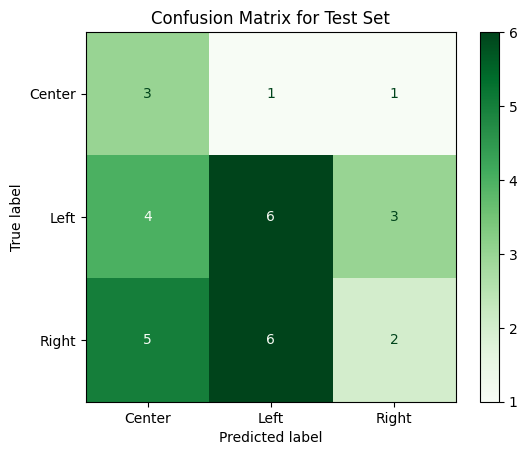 Confusion Matrix for Test Set
True label
Center
3 1 1
Left
4 6 3
Right
5 6 2
Center Left Right
Predicted label
6
5
4
3
2
1